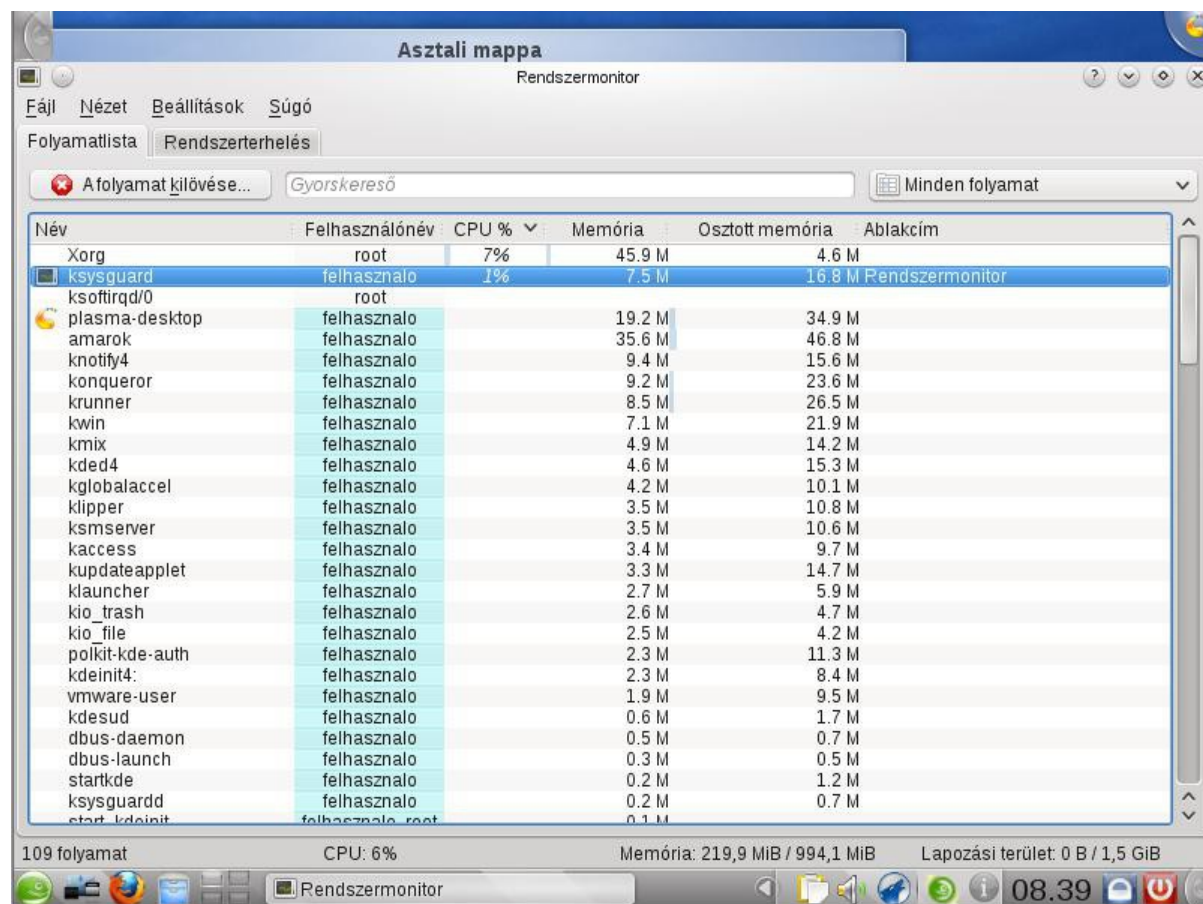 Asztali mappa
Rendszermonitor
Fájl Nézet Beállítások Súgó
Folyamatlista Rendszerterhelés
A folyamat kilövése... Gyorskereső Minden folyamat
Név Felhasználónév CPU % Memória Osztott memória Ablakcím
Xorg root 7% 45.9 M 4.6 M
ksysguard felhasznalo 1% 7.5 M 16.8 M Rendszermonitor
ksoftirqd/0 root
plasma-desktop felhasznalo 19.2 M 34.9 M
amarok felhasznalo 35.6 M 46.8 M
knotify4 felhasznalo 9.4 M 15.6 M
konqueror felhasznalo 9.2 M 23.6 M
krunner felhasznalo 8.5 M 26.5 M
kwin felhasznalo 7.1 M 21.9 M
kmix felhasznalo 4.9 M 14.2 M
kded4 felhasznalo 4.6 M 15.3 M
kglobalaccel felhasznalo 4.2 M 10.1 M
klipper felhasznalo 3.5 M 10.8 M
ksmserver felhasznalo 3.5 M 10.6 M
kaccess felhasznalo 3.4 M 9.7 M
kupdateapplet felhasznalo 3.3 M 14.7 M
klauncher felhasznalo 2.7 M 5.9 M
kio_trash felhasznalo 2.6 M 4.7 M
kio_file felhasznalo 2.5 M 4.2 M
polkit-kde-auth felhasznalo 2.3 M 11.3 M
kdeinit4: felhasznalo 2.3 M 8.4 M
vmware-user felhasznalo 1.9 M 9.5 M
kdesud felhasznalo 0.6 M 1.7 M
dbus-daemon felhasznalo 0.5 M 0.7 M
dbus-launch felhasznalo 0.3 M 0.5 M
startkde felhasznalo 0.2 M 1.2 M
ksysguardd felhasznalo 0.2 M 0.7 M
start_kdeinit felhasznalo, root 0.1 M
109 folyamat CPU: 6% Memória: 219,9 MiB / 994,1 MiB Lapozási terület: 0 B / 1,5 GiB
Rendszermonitor 08.39